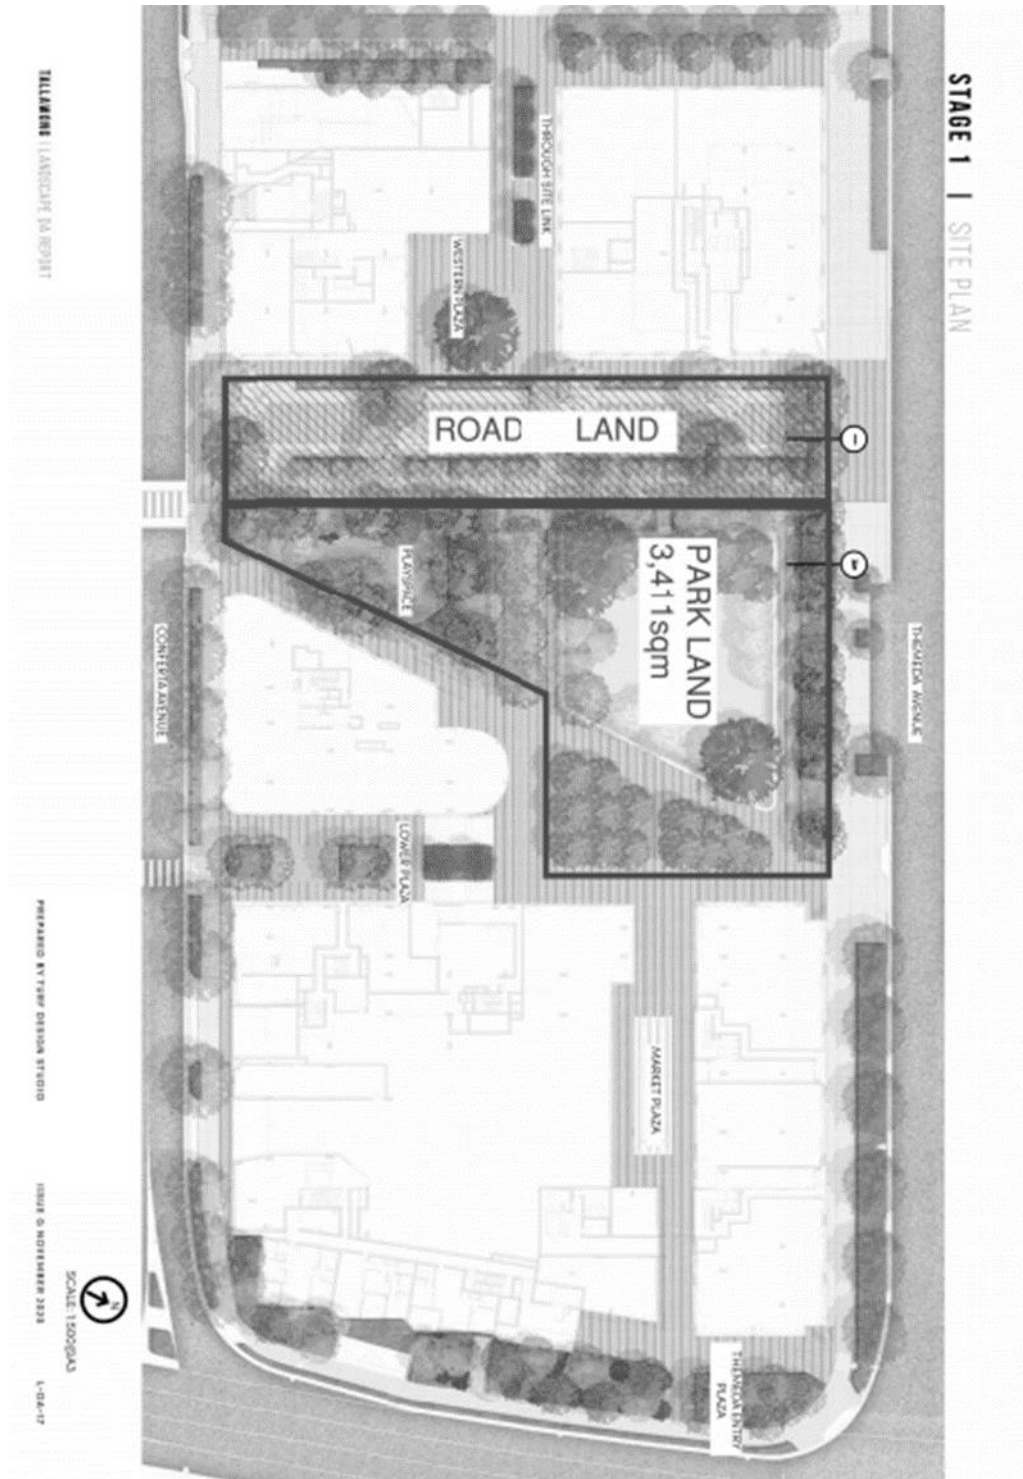 STAGE 1 | SITE PLAN
THROUGH SITE LINK
WESTERN PLAZA
ROAD LAND
PARK LAND
3,411sqm
PLAYSPACE
THEMEDA AVENUE
CONFERTA AVENUE
LOWER PLAZA
MARKET PLAZA
THEMEDA ENTRY
PLAZA
N
SCALE: 1:500@A3
TALLAWONG | LANDSCAPE DA REPORT
PREPARED BY TURF DESIGN STUDIO
ISSUE G NOVEMBER 2020
L-DA-17